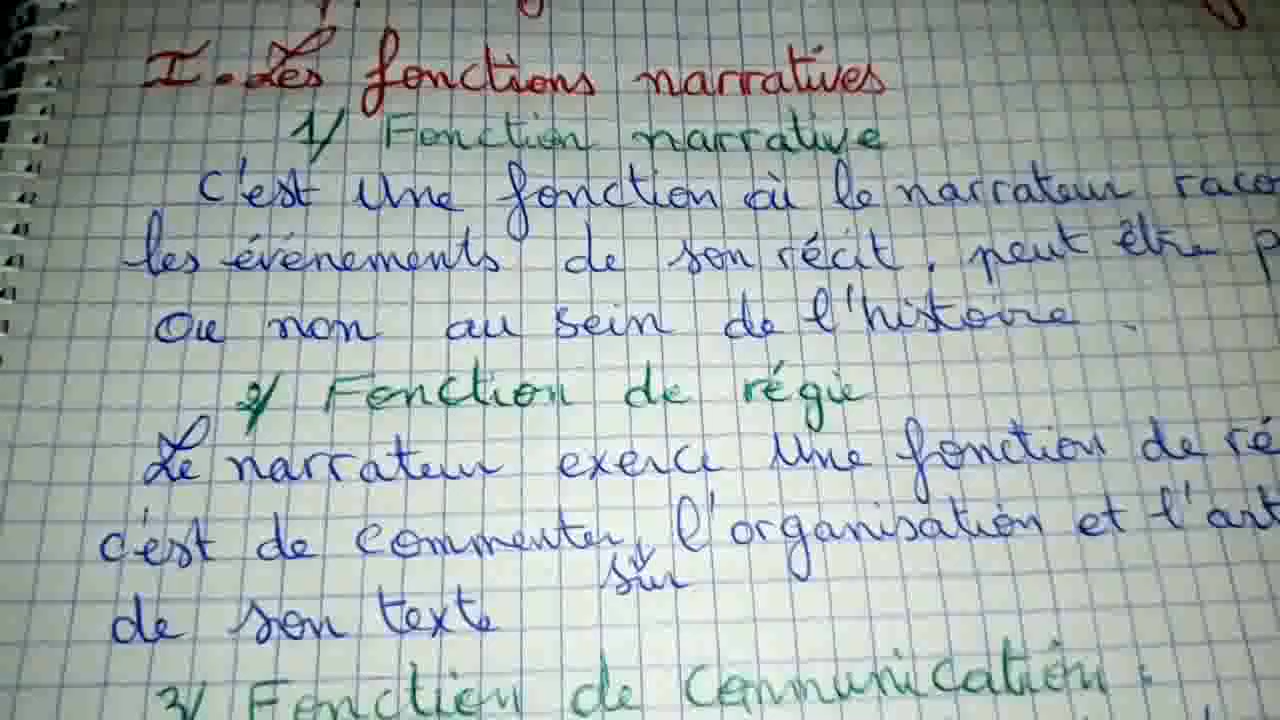 I. Les fonctions narratives
1/ Fonction narrative
c'est une fonction où le narrateur raco
les événements de son récit, peut être p
ou non au sein de l'histoire.
2/ Fonction de régie
Le narrateur exerce une fonction de ré
c'est de commenter l'organisation et l'art
sur
de son texte
3/ Fonction de communication :